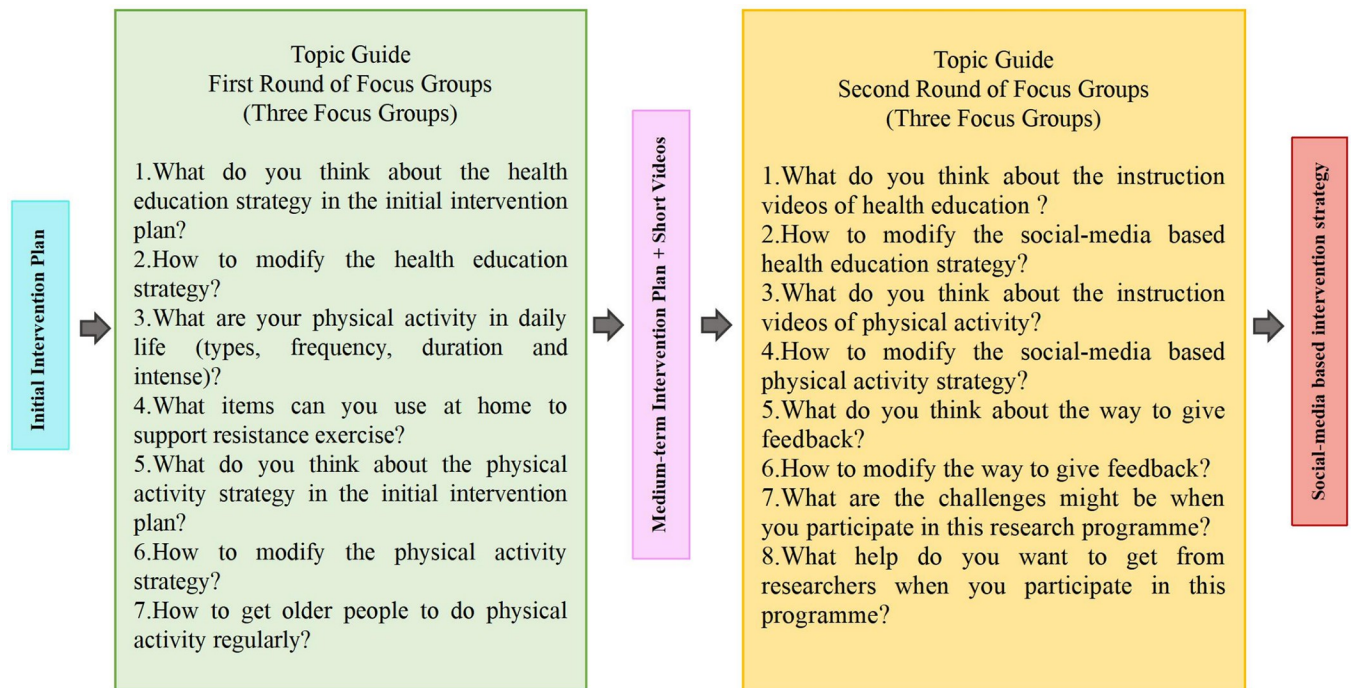 Initial Intervention Plan
Topic Guide
First Round of Focus Groups
(Three Focus Groups)
1.What do you think about the health
education strategy in the initial intervention
plan?
2.How to modify the health education
strategy?
3.What are your physical activity in daily
life (types, frequency, duration and
intense)?
4.What items can you use at home to
support resistance exercise?
5.What do you think about the physical
activity strategy in the initial intervention
plan?
6.How to modify the physical activity
strategy?
7.How to get older people to do physical
activity regularly?
Medium-term Intervention Plan + Short Videos
Topic Guide
Second Round of Focus Groups
(Three Focus Groups)
1.What do you think about the instruction
videos of health education ?
2.How to modify the social-media based
health education strategy?
3.What do you think about the instruction
videos of physical activity?
4.How to modify the social-media based
physical activity strategy?
5.What do you think about the way to give
feedback?
6.How to modify the way to give feedback?
7.What are the challenges might be when
you participate in this research programme?
8.What help do you want to get from
researchers when you participate in this
programme?
Social-media based intervention strategy